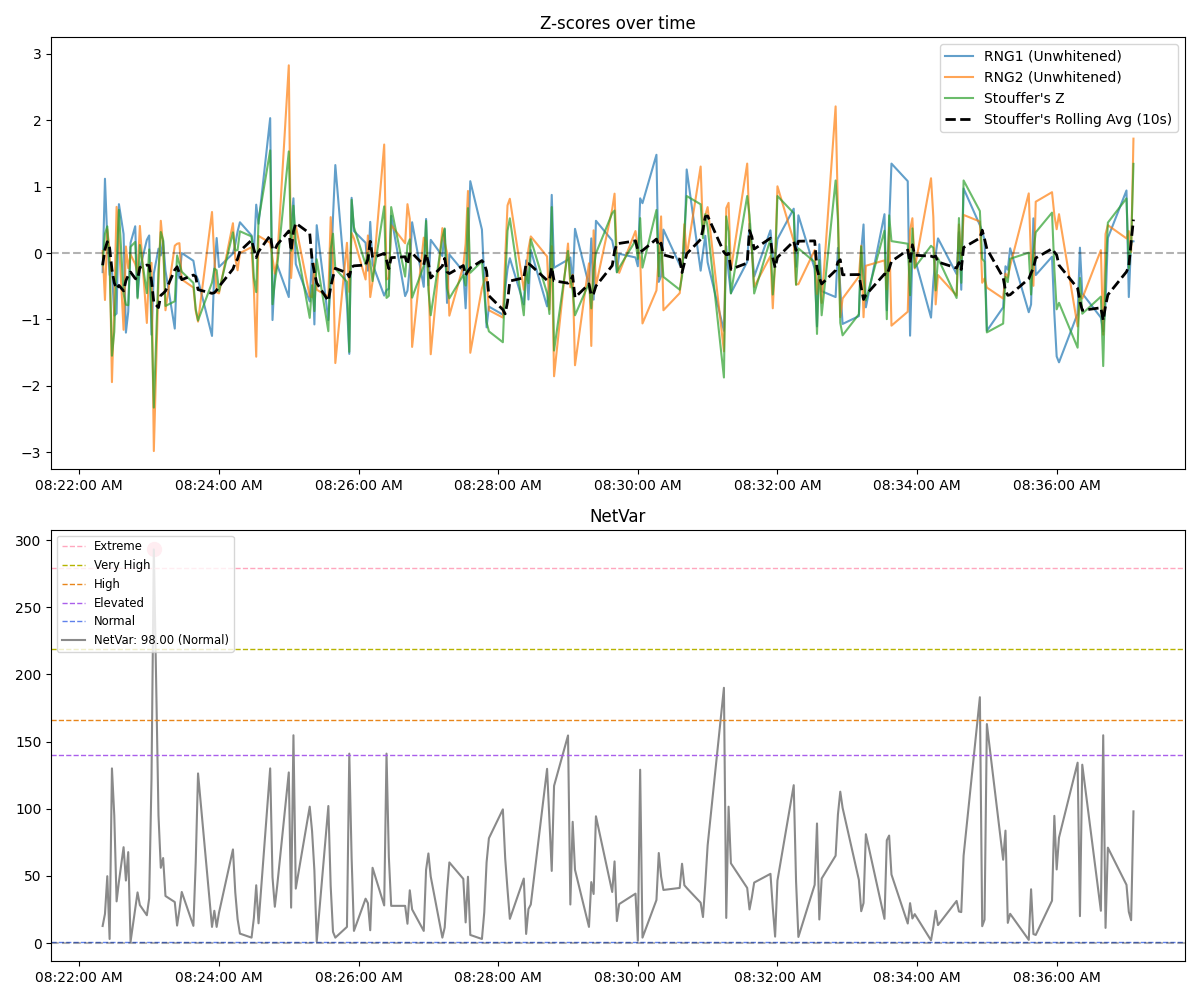 Z-scores over time
3
2
1
0
−1
−2
−3
RNG1 (Unwhitened)
RNG2 (Unwhitened)
Stouffer's Z
Stouffer's Rolling Avg (10s)
08:22:00 AM 08:24:00 AM 08:26:00 AM 08:28:00 AM 08:30:00 AM 08:32:00 AM 08:34:00 AM 08:36:00 AM
NetVar
300
250
200
150
100
50
0
Extreme
Very High
High
Elevated
Normal
NetVar: 98.00 (Normal)
08:22:00 AM 08:24:00 AM 08:26:00 AM 08:28:00 AM 08:30:00 AM 08:32:00 AM 08:34:00 AM 08:36:00 AM